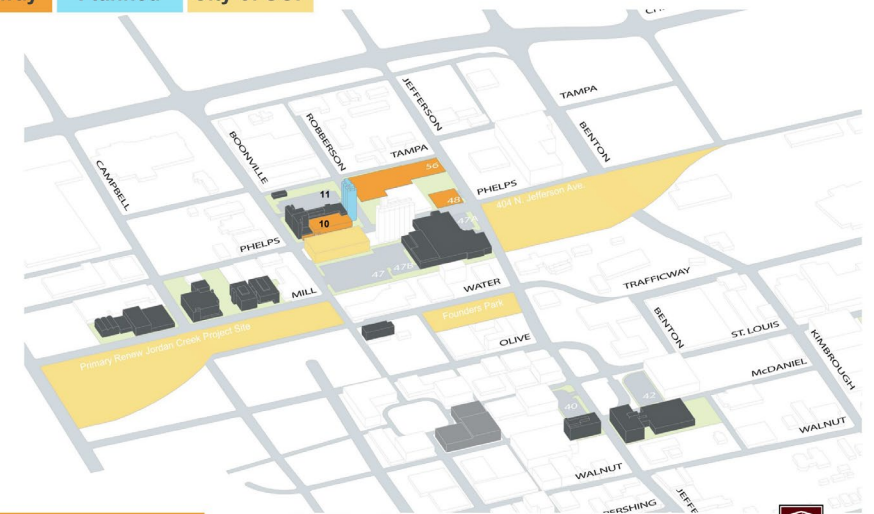 Planned
JEFFERSON
TAMPA
ROBBERSON
BENTON
BOONVILLE
TAMPA
CAMPBELL
56
PHELPS
11
48
404 N. Jefferson Ave.
10
PHELPS
47
47B
TRAFFICWAY
MILL
WATER
Founders Park
BENTON
ST. LOUIS
KIMBROUGH
Primary Renew Jordan Creek Project Site
OLIVE
McDANIEL
42
40
WALNUT
WALNUT